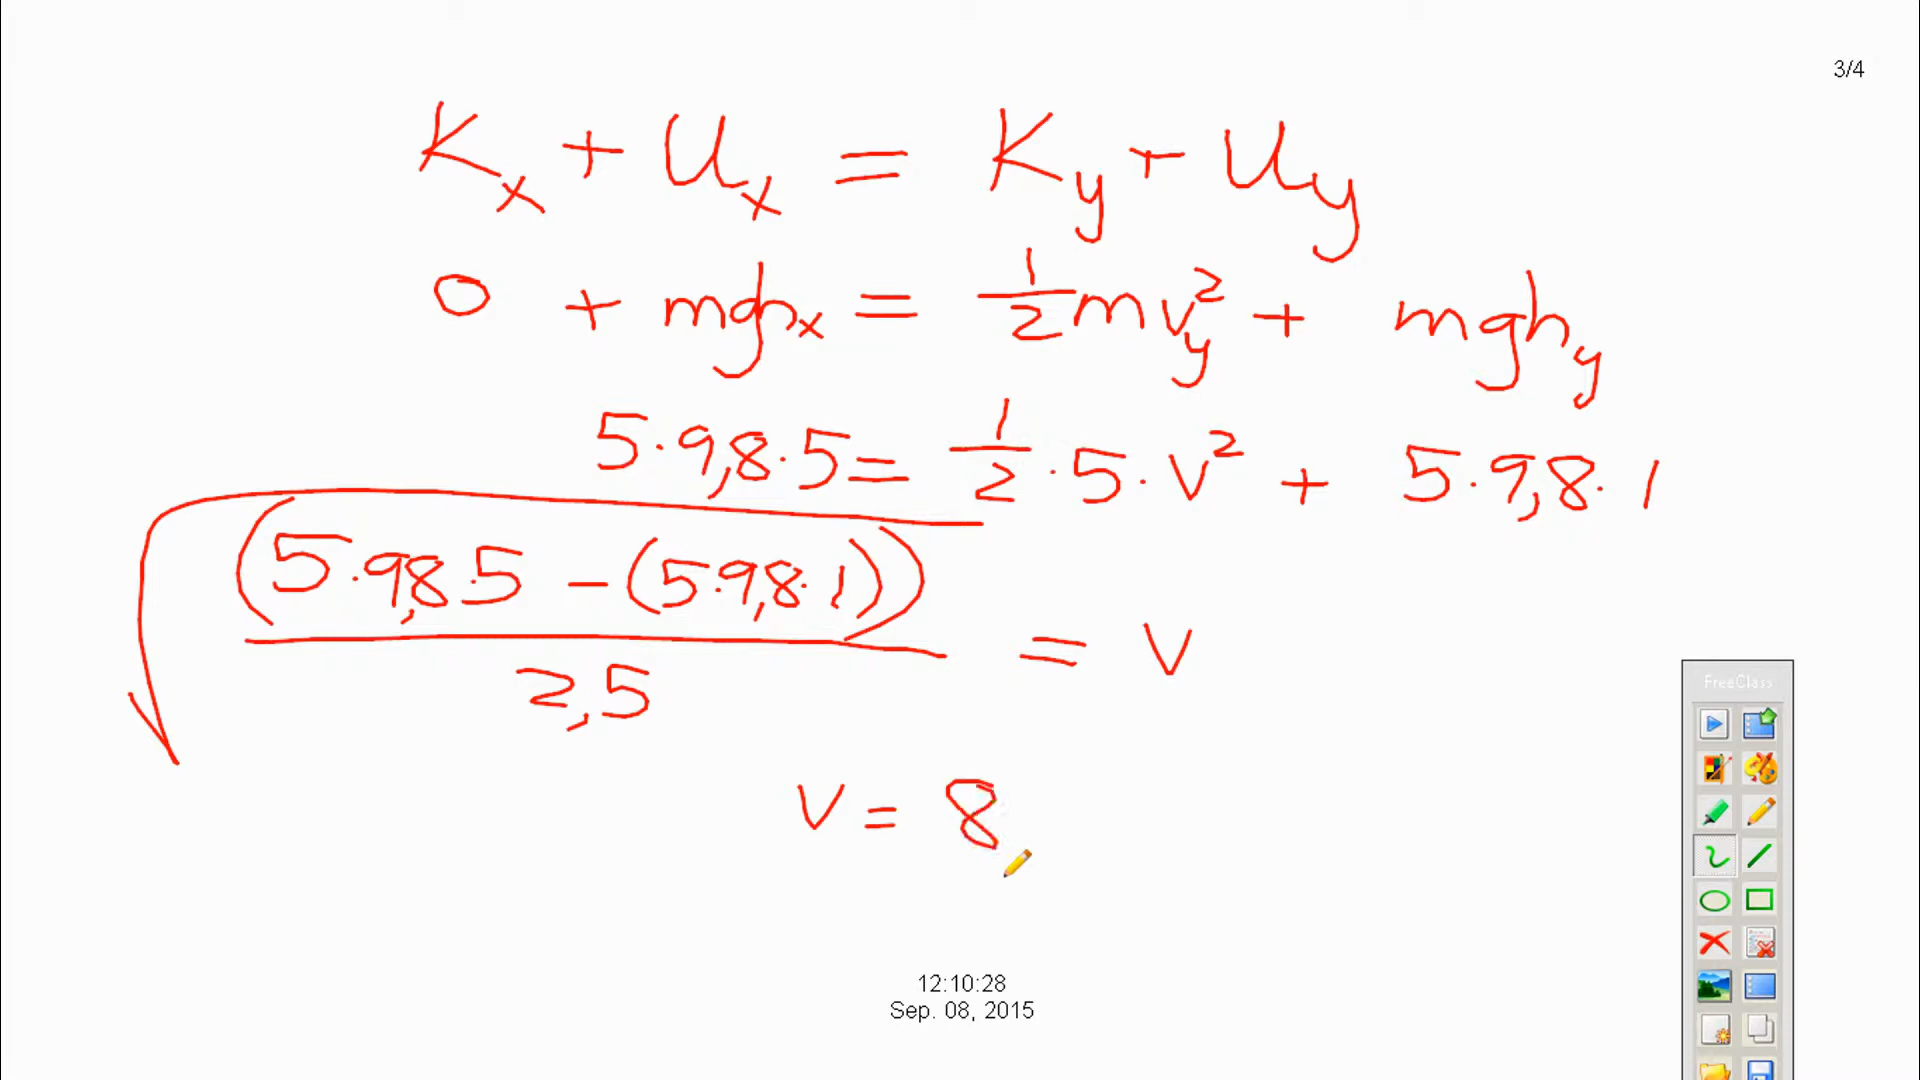 3/4
Kx + Ux = Ky + Uy
0 + mghx = 1/2 mvy² + mghy
5·9,8·5 = 1/2 · 5 · v² + 5·9,8·1
√((5·9,8·5 - (5·9,8·1))/2,5) = v
v = 8
FreeClass
12:10:28
Sep. 08, 2015